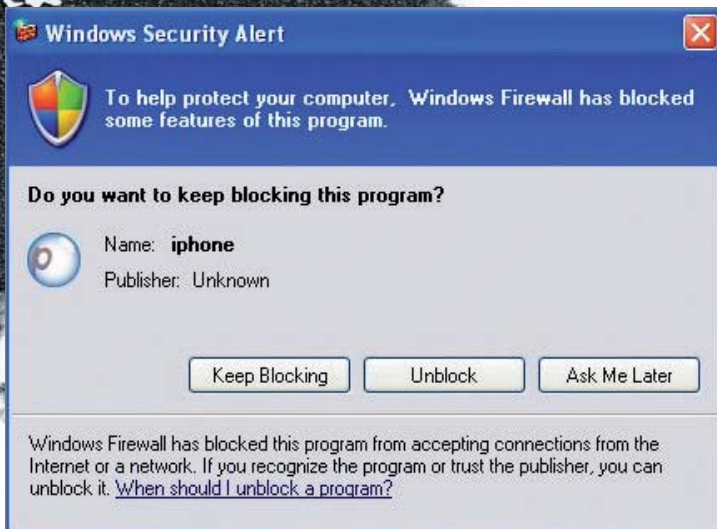 Windows Security Alert
To help protect your computer, Windows Firewall has blocked
some features of this program.
Do you want to keep blocking this program?
p
Name: iphone
Publisher: Unknown
Keep Blocking
Unblock
Ask Me Later
Windows Firewall has blocked this program from accepting connections from the
Internet or a network. If you recognize the program or trust the publisher, you can
unblock it. When should I unblock a program?